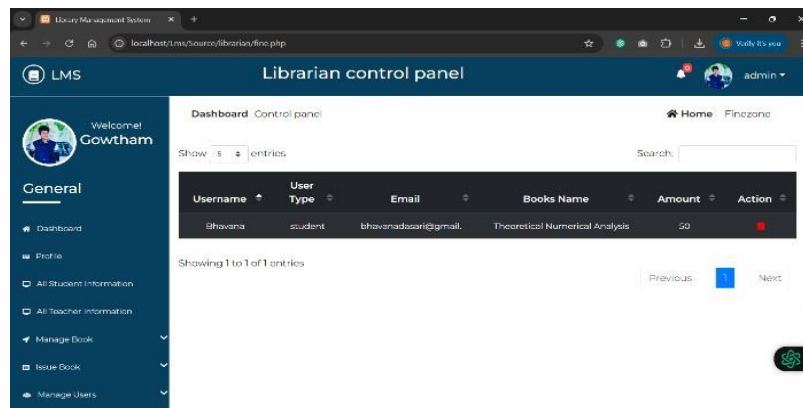 Library Management System
localhost/Lms/Source/librarian/fine.php
Verify it's you
LMS
Librarian control panel
admin
Welcome!
Gowtham
Dashboard Control panel
Home Finezone
Show 5 entries
Search:
General
Username User Type Email Books Name Amount Action
Bhavana student bhavanadasari@gmail. Theoretical Numerical Analysis 50
Showing 1 to 1 of 1 entries
Previous 1 Next
Dashboard
Profile
All Student Information
All Teacher Information
Manage Book
Issue Book
Manage Users